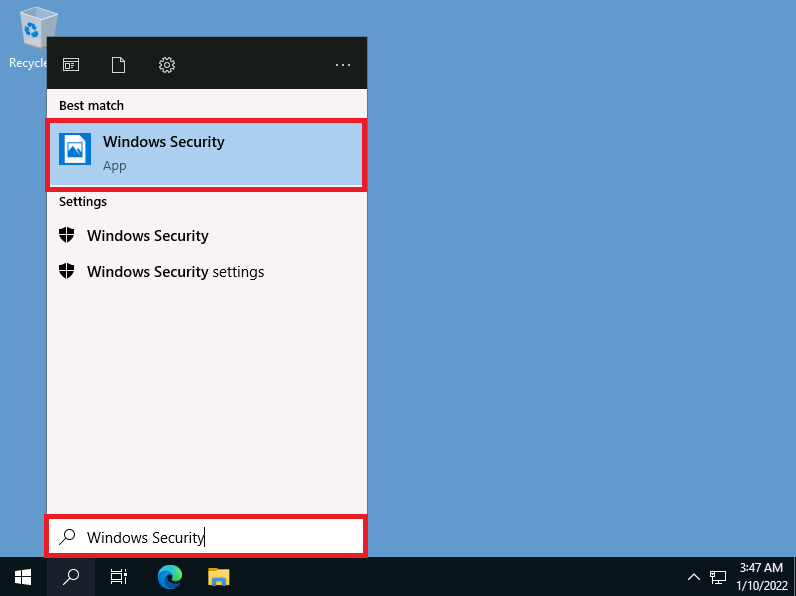 Recycle
Best match
Windows Security
App
Settings
Windows Security
Windows Security settings
Windows Security
3:47 AM
1/10/2022